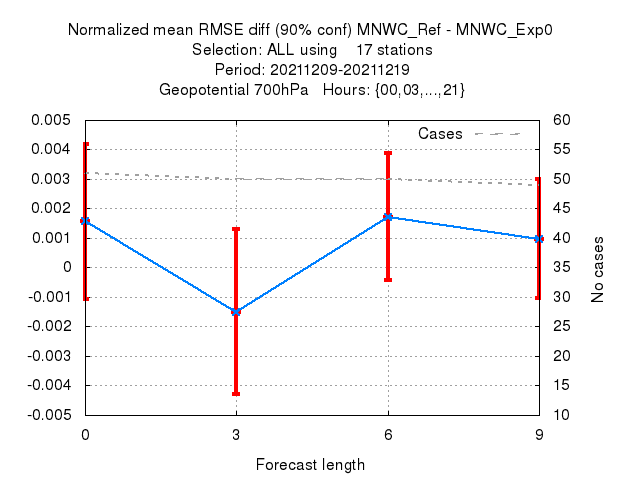 Normalized mean RMSE diff (90% conf) MNWC_Ref - MNWC_Exp0
Selection: ALL using    17 stations
Period: 20211209-20211219
Geopotential 700hPa   Hours: {00,03,...,21}
Cases
0.005 60
0.004 55
0.003 50
0.002 45
0.001 40
0 35
-0.001 30
-0.002 25
-0.003 20
-0.004 15
-0.005 10
No cases
0 3 6 9
Forecast length